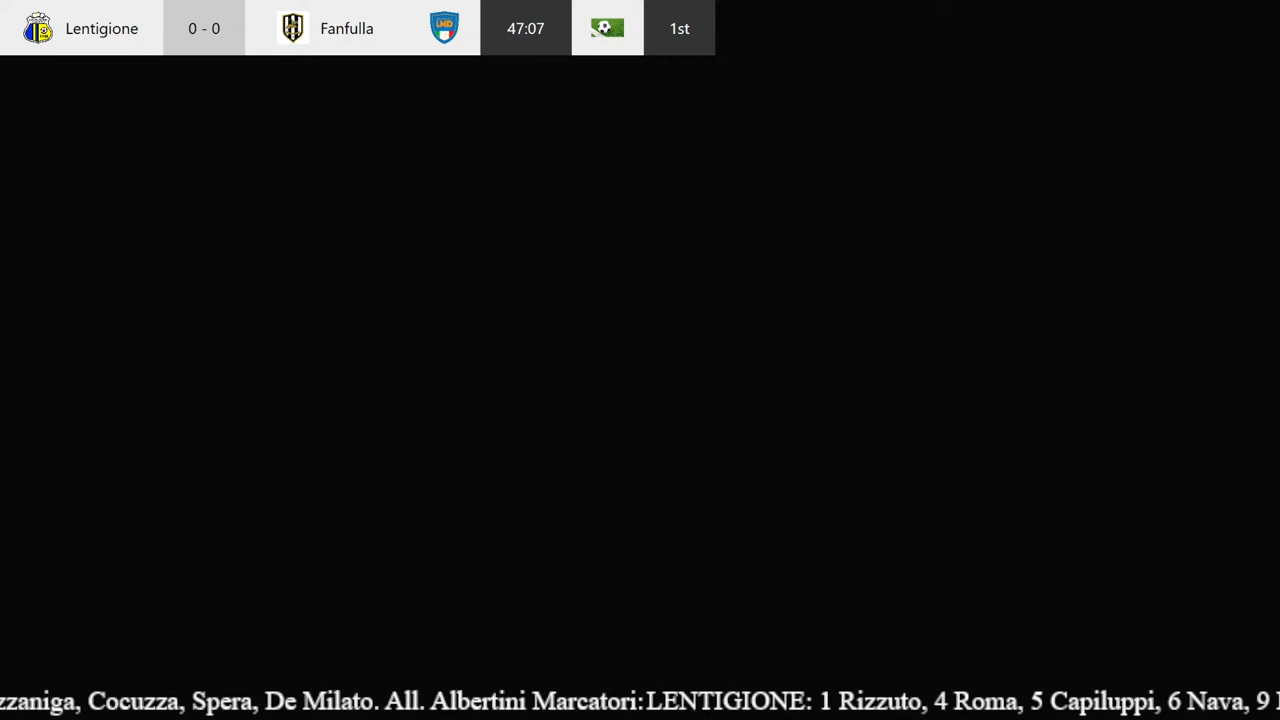 Lentigione 0 - 0 Fanfulla LND 47:07 1st
Cocuzza, Spera, De Milato. All. Albertini Marcatori:LENTIGIONE: 1 Rizzuto, 4 Roma, 5 Capiluppi, 6 Nava, 9